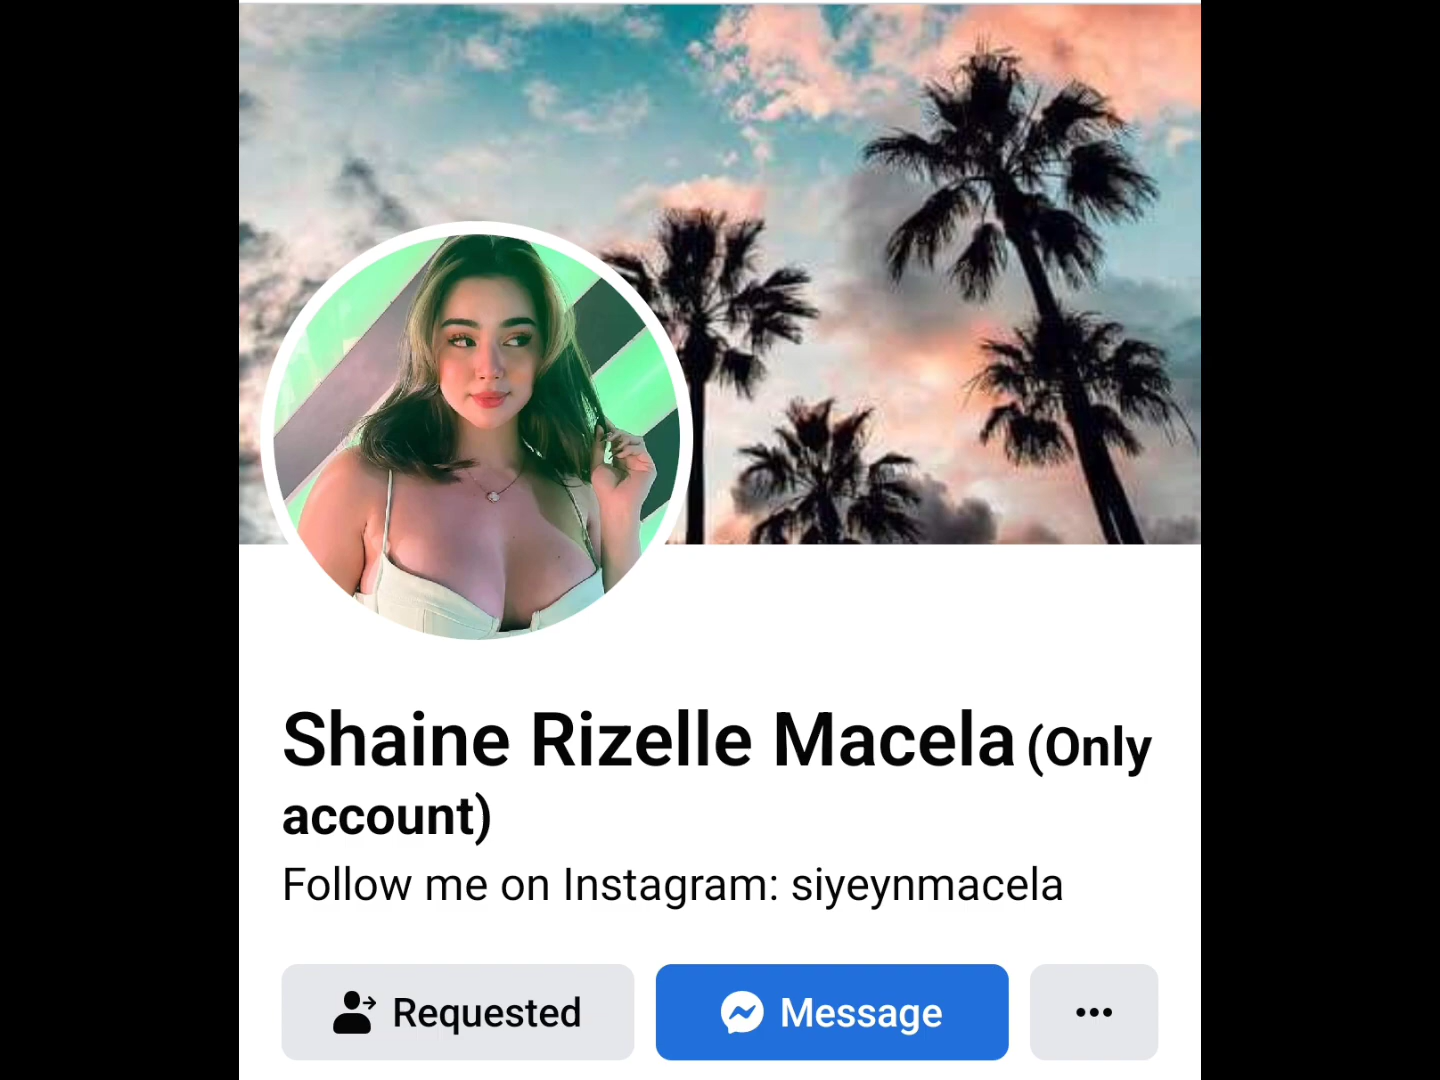 Shaine Rizelle Macela (Only
account)
Follow me on Instagram: siyeynmacela
Requested
Message